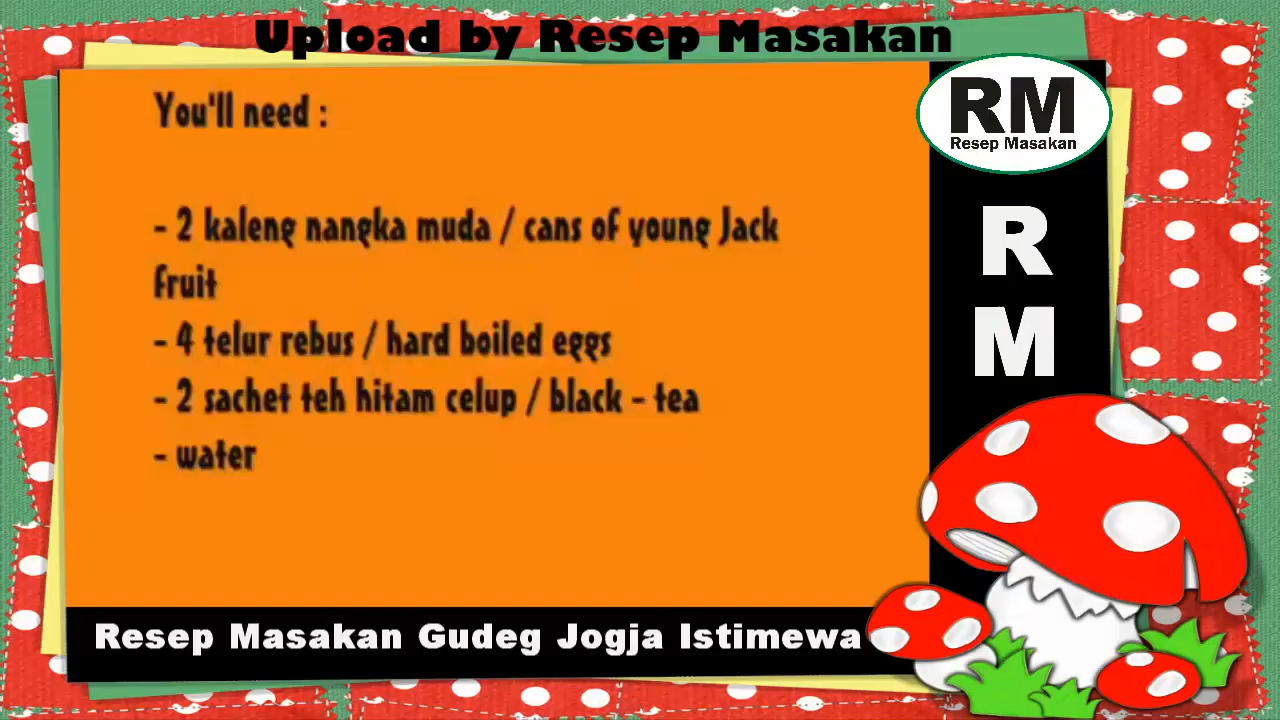 Upload by Resep Masakan
RM
Resep Masakan
You'll need :
- 2 kaleng nangka muda / cans of young Jack
fruit
- 4 telur rebus / hard boiled eggs
- 2 sachet teh hitam celup / black - tea
- water
R
M
Resep Masakan Gudeg Jogja Istimewa